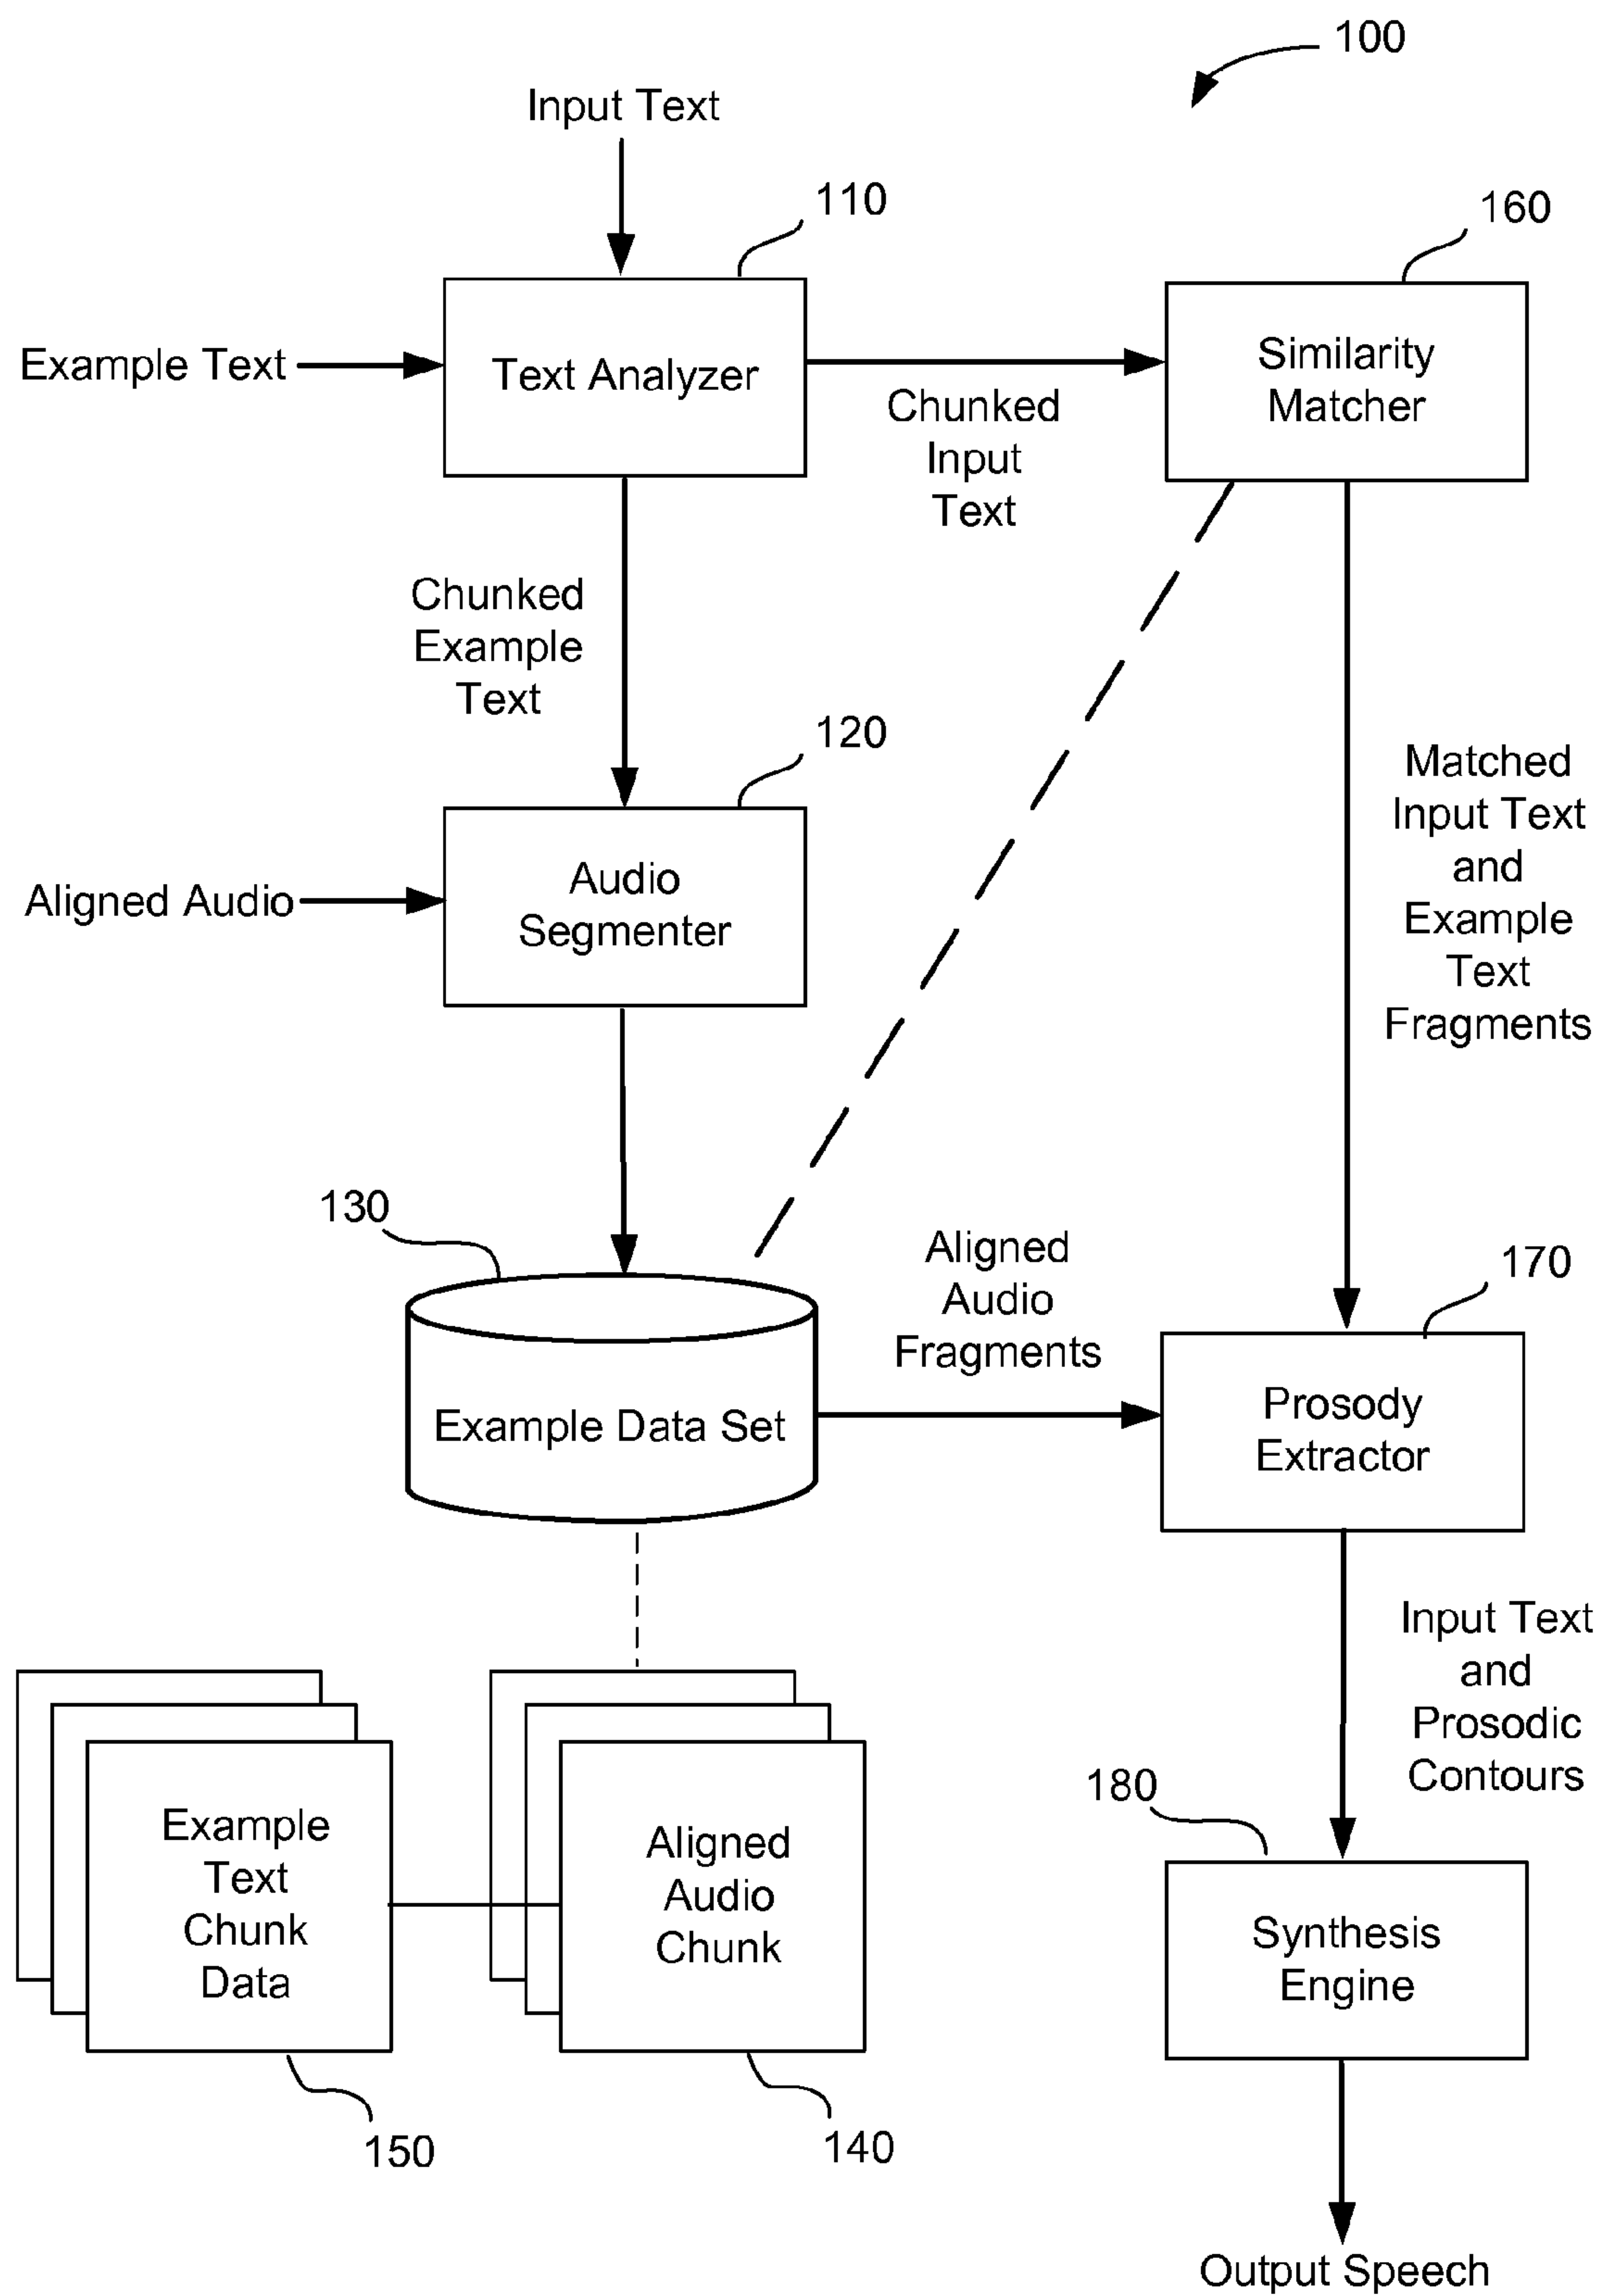 100
Input Text
110
160
Example Text
Text Analyzer
Similarity
Matcher
Chunked
Input
Text
Chunked
Example
Text
120
Matched
Input Text
and
Example
Text
Fragments
Aligned Audio
Audio
Segmenter
130
Aligned
Audio
Fragments
170
Example Data Set
Prosody
Extractor
Input Text
and
Prosodic
Contours
180
Example
Text
Chunk
Data
Aligned
Audio
Chunk
Synthesis
Engine
150
140
Output Speech